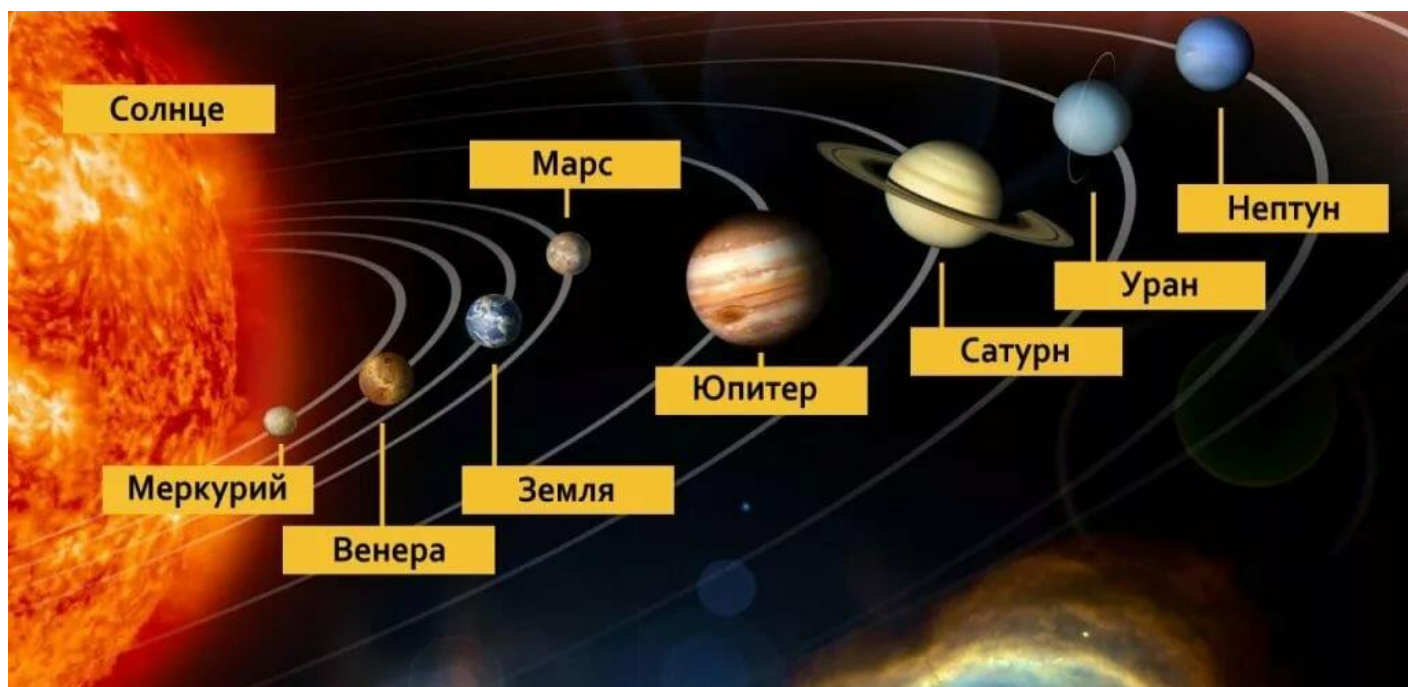 Солнце
Меркурий
Венера
Земля
Марс
Юпитер
Сатурн
Уран
Нептун